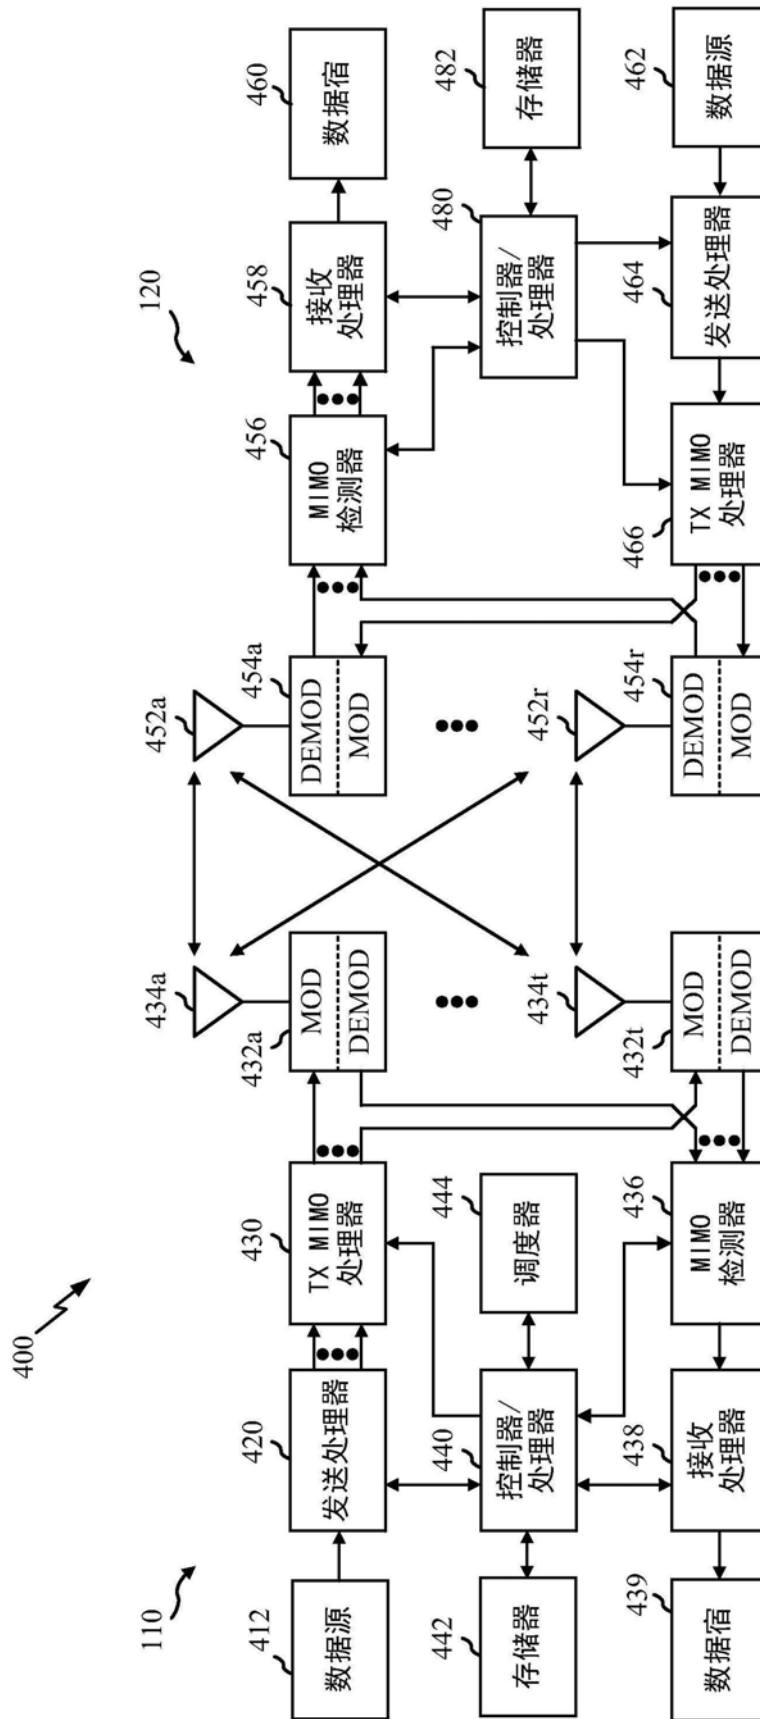 400
110
120
412
数据源
420
发送处理器
430
TX MIMO
处理器
432a
MOD
DEMOD
434a
452a
454a
DEMOD
MOD
456
MIMO
检测器
458
接收
处理器
460
数据宿
442
存储器
440
控制器/
处理器
444
调度器
434t
452r
480
控制器/
处理器
482
存储器
439
数据宿
438
接收
处理器
436
MIMO
检测器
432t
MOD
DEMOD
454r
DEMOD
MOD
466
TX MIMO
处理器
464
发送处理器
462
数据源